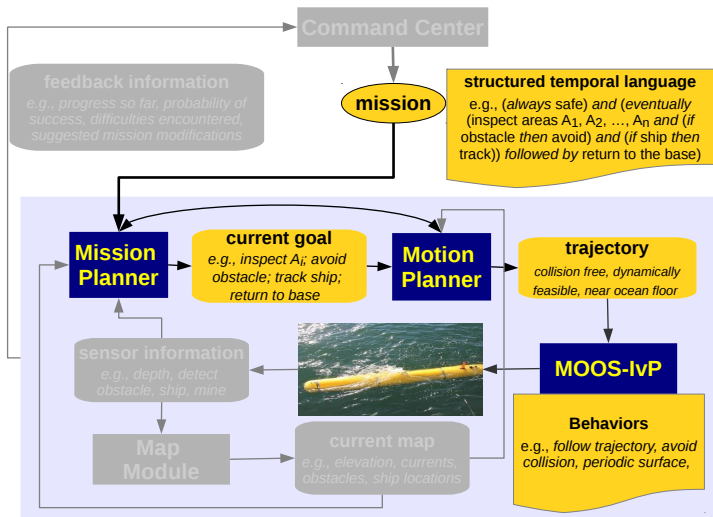 Command Center
feedback information
e.g., progress so far, probability of
success, difficulties encountered,
suggested mission modifications
mission
structured temporal language
e.g., (always safe) and (eventually
(inspect areas A1, A2, ..., An and (if
obstacle then avoid) and (if ship then
track)) followed by return to the base)
Mission
Planner
current goal
e.g., inspect Ai; avoid
obstacle; track ship;
return to base
Motion
Planner
trajectory
collision free, dynamically
feasible, near ocean floor
sensor information
e.g., depth, detect
obstacle, ship, mine
MOOS-IvP
Map
Module
current map
e.g., elevation, currents,
obstacles, ship locations
Behaviors
e.g., follow trajectory, avoid
collision, periodic surface,
.